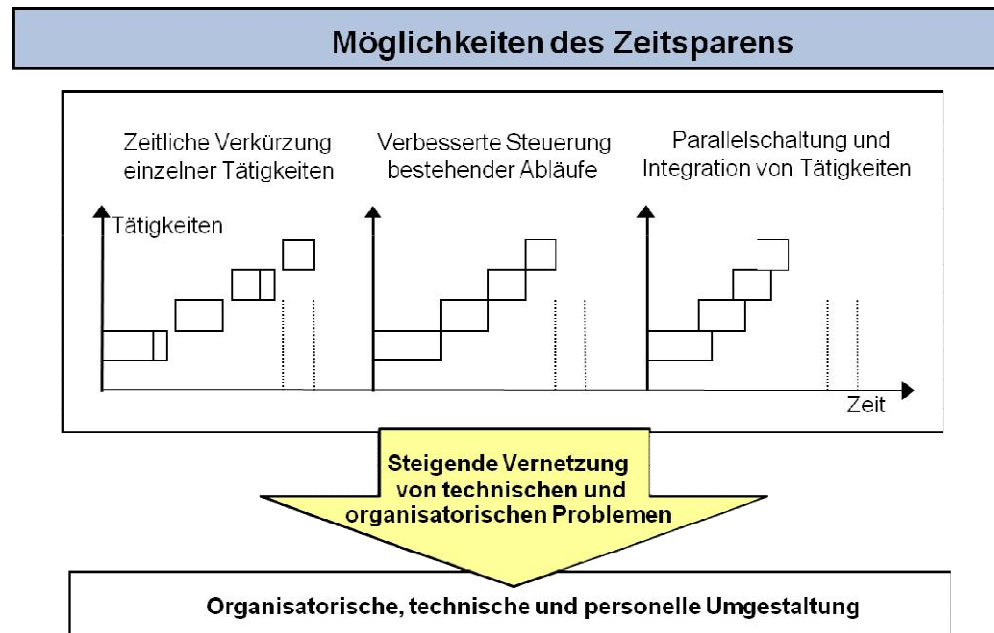 Möglichkeiten des Zeitsparens
Zeitliche Verkürzung
einzelner Tätigkeiten
Verbesserte Steuerung
bestehender Abläufe
Parallelschaltung und
Integration von Tätigkeiten
Tätigkeiten
Zeit
Steigende Vernetzung
von technischen und
organisatorischen Problemen
Organisatorische, technische und personelle Umgestaltung